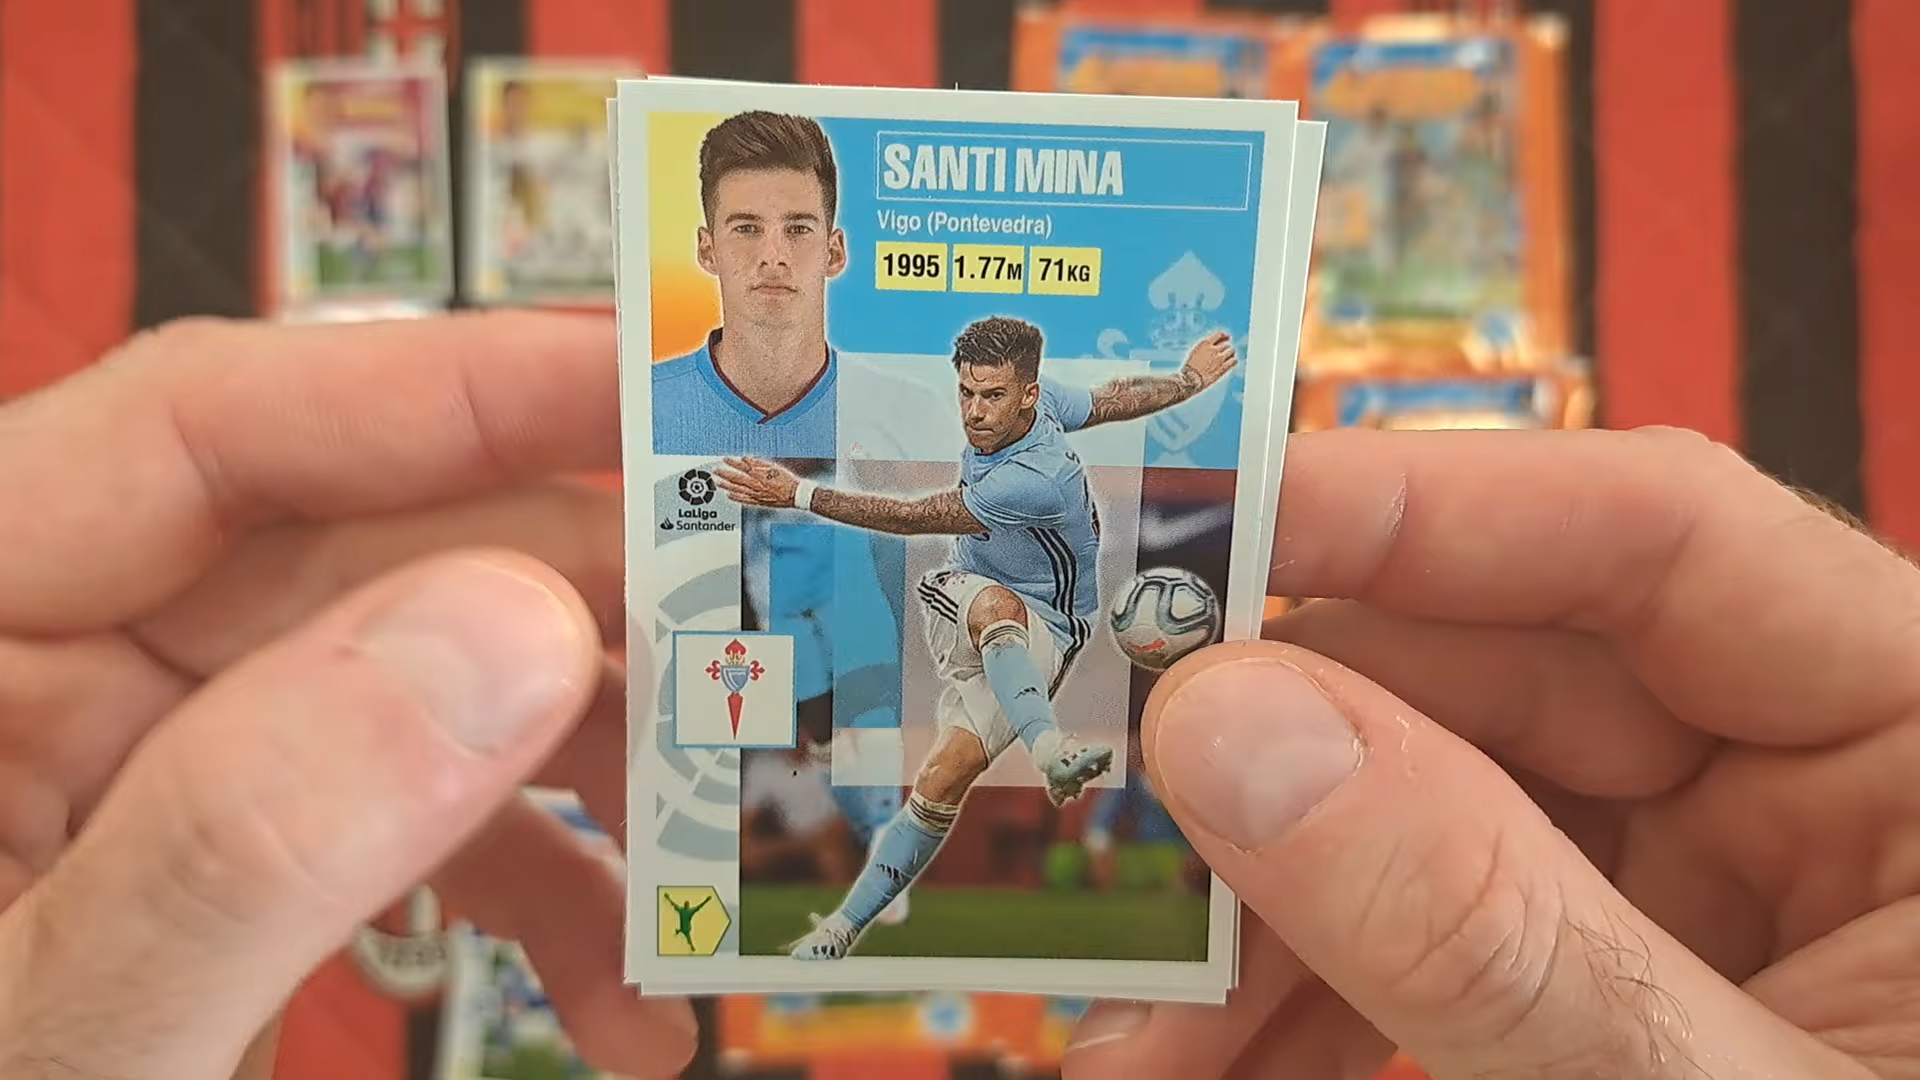 SANTI MINA
Vigo (Pontevedra)
1995 1.77M 71KG
LaLiga
Santander